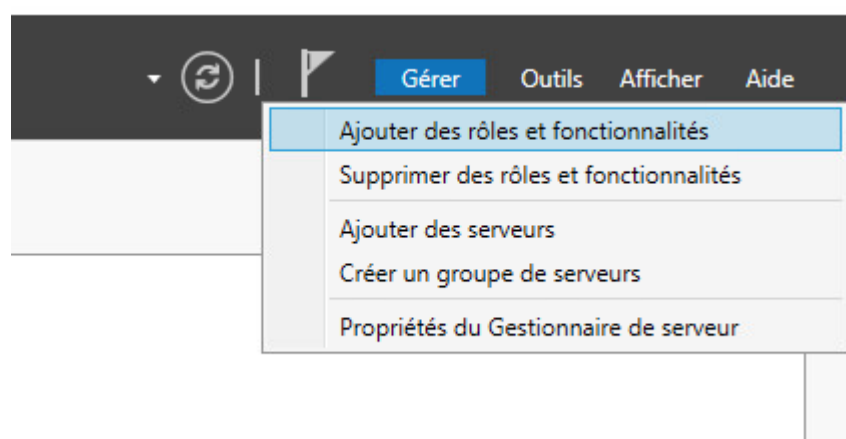 Gérer Outils Afficher Aide
Ajouter des rôles et fonctionnalités
Supprimer des rôles et fonctionnalités
Ajouter des serveurs
Créer un groupe de serveurs
Propriétés du Gestionnaire de serveur